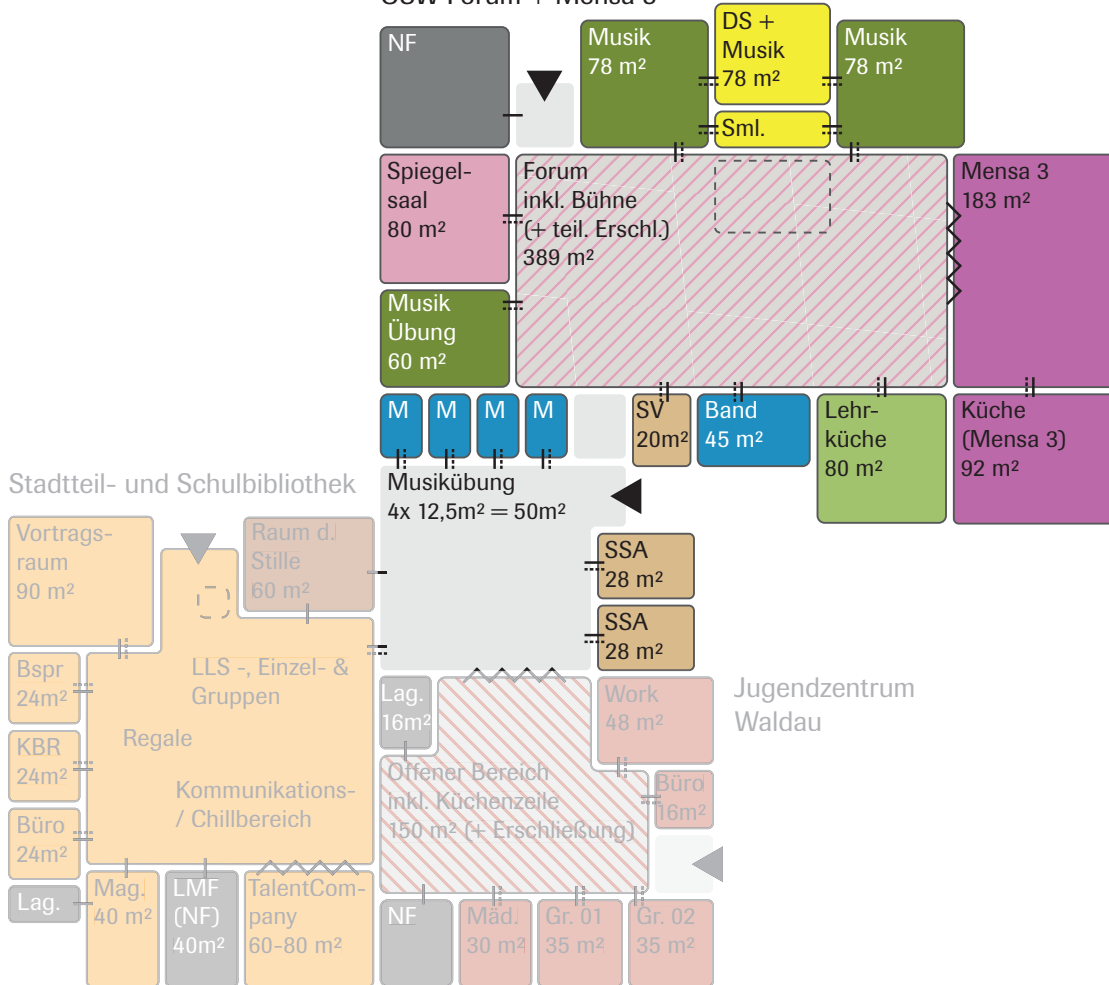 OSW Forum + Mensa 3
NF
Musik
78 m²
DS +
Musik
78 m²
Musik
78 m²
Sml.
Spiegel-
saal
80 m²
Forum
inkl. Bühne
(+ teil. Erschl.)
389 m²
Mensa 3
183 m²
Musik
Übung
60 m²
M
M
M
M
SV
20m²
Band
45 m²
Lehr-
küche
80 m²
Küche
(Mensa 3)
92 m²
Musikübung
4x 12,5m² = 50m²
SSA
28 m²
SSA
28 m²
Stadtteil- und Schulbibliothek
Vortrags-
raum
90 m²
Raum d.
Stille
60 m²
Bspr
24m²
LLS -, Einzel- &
Gruppen
KBR
24m²
Regale
Kommunikations-
/ Chillbereich
Büro
24m²
Lag.
Mag.
40 m²
LMF
(NF)
40m²
TalentCom-
pany
60-80 m²
Lag.
16m²
Work
48 m²
Jugendzentrum
Waldau
Offener Bereich
inkl. Küchenzeile
150 m² (+ Erschließung)
Büro
16m²
NF
Mäd.
30 m²
Gr. 01
35 m²
Gr. 02
35 m²